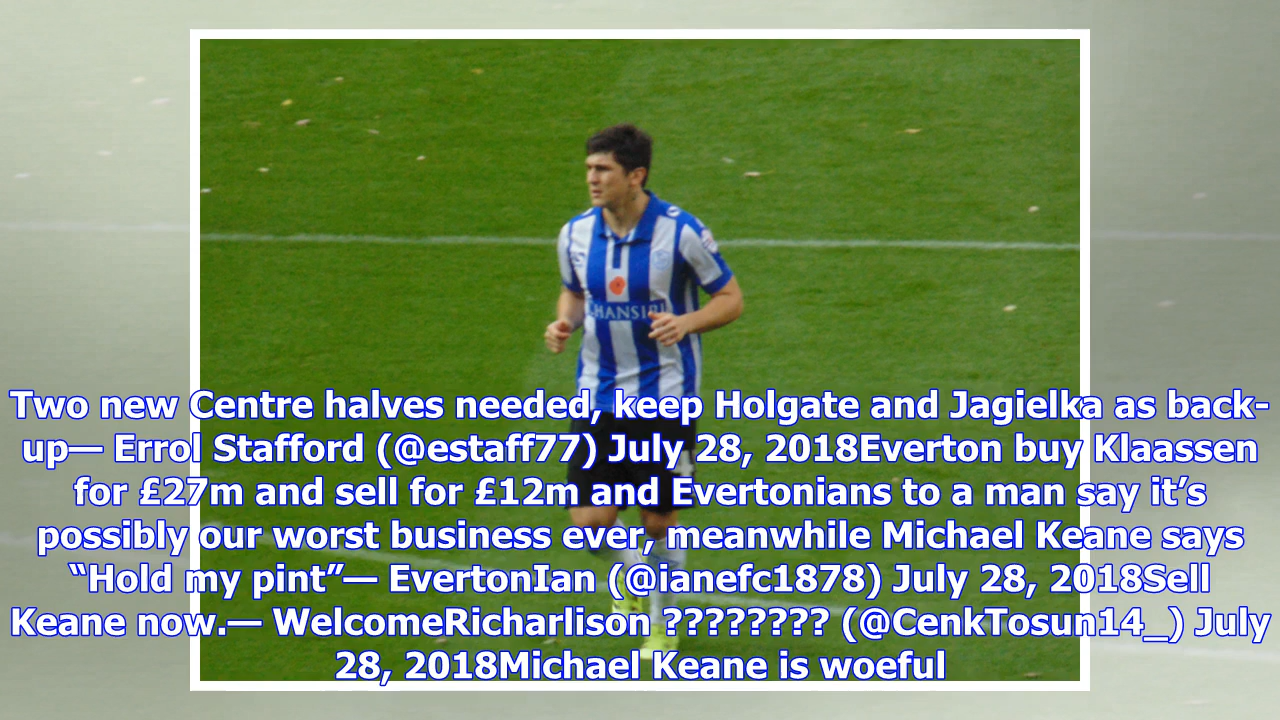 CHANSIRI
Two new Centre halves needed, keep Holgate and Jagielka as back-
up— Errol Stafford (@estaff77) July 28, 2018Everton buy Klaassen
for £27m and sell for £12m and Evertonians to a man say it’s
possibly our worst business ever, meanwhile Michael Keane says
“Hold my pint”— EvertonIan (@ianefc1878) July 28, 2018Sell
Keane now.— WelcomeRicharlison ???????? (@CenkTosun14_) July
28, 2018Michael Keane is woeful